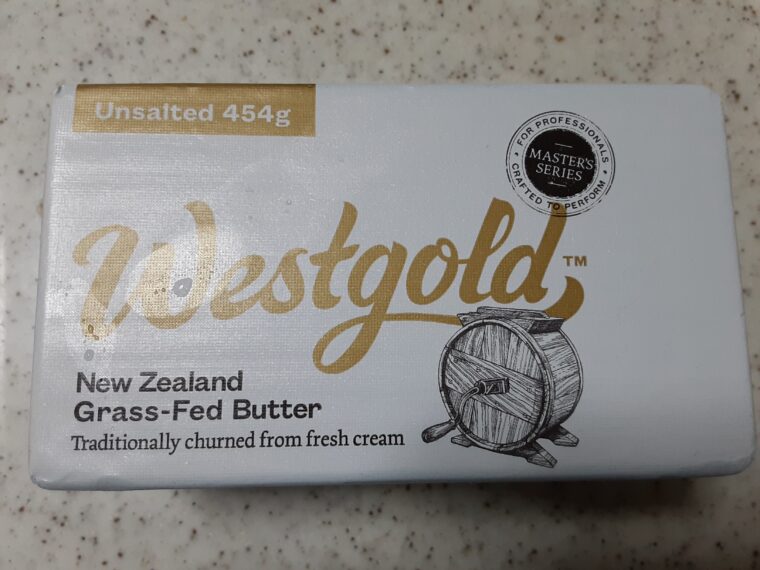 Unsalted 454g
FOR PROFESSIONALS
MASTER'S
SERIES
CRAFTED TO PERFORM
Westgold™
New Zealand
Grass-Fed Butter
Traditionally churned from fresh cream